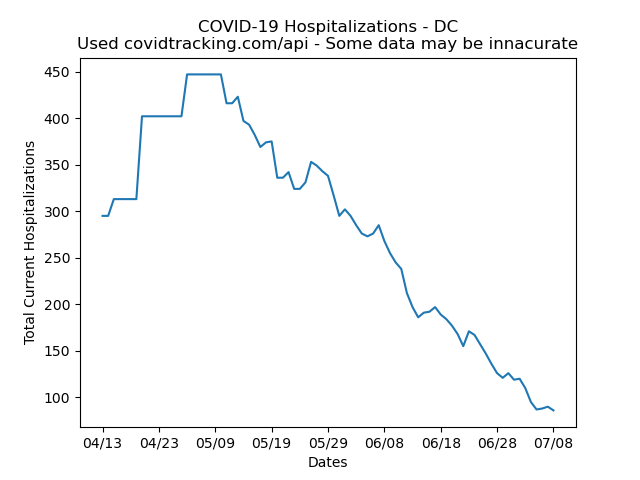 COVID-19 Hospitalizations - DC
Used covidtracking.com/api - Some data may be innacurate
450
400
350
300
250
200
150
100
Total Current Hospitalizations
04/13 04/23 05/09 05/19 05/29 06/08 06/18 06/28 07/08
Dates